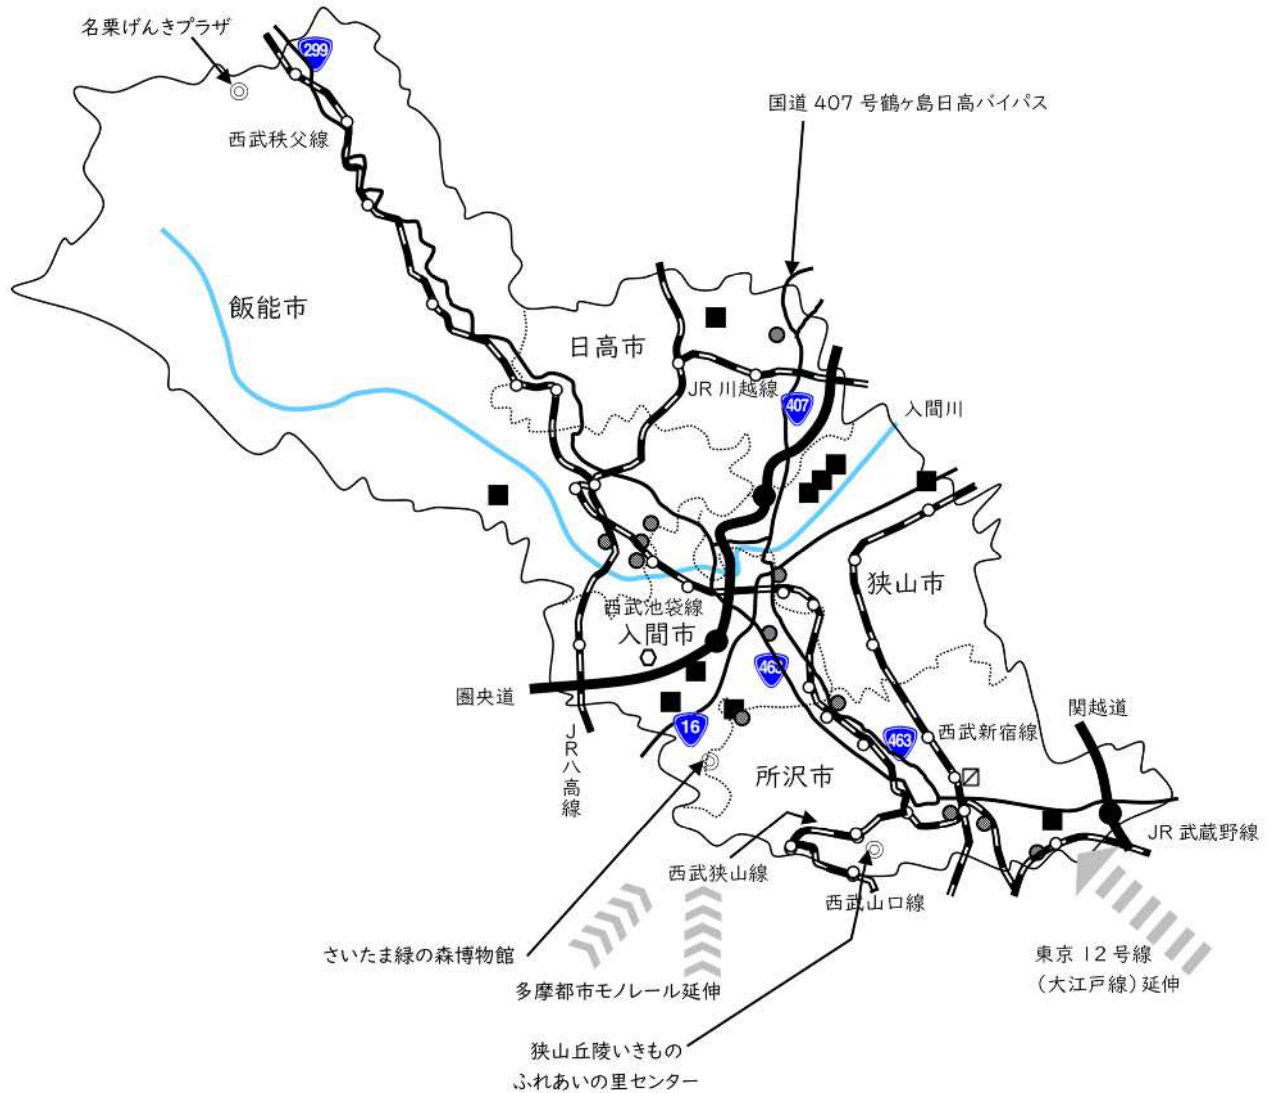 名栗げんきプラザ
299
西武秩父線
国道 407 号鶴ヶ島日高バイパス
飯能市
日高市
JR 川越線
407
入間川
狭山市
西武池袋線
入間市
463
圏央道
16
JR八高線
463
西武新宿線
関越道
所沢市
JR 武蔵野線
西武狭山線
西武山口線
さいたま緑の森博物館
多摩都市モノレール延伸
東京 12 号線
（大江戸線）延伸
狭山丘陵いきもの
ふれあいの里センター